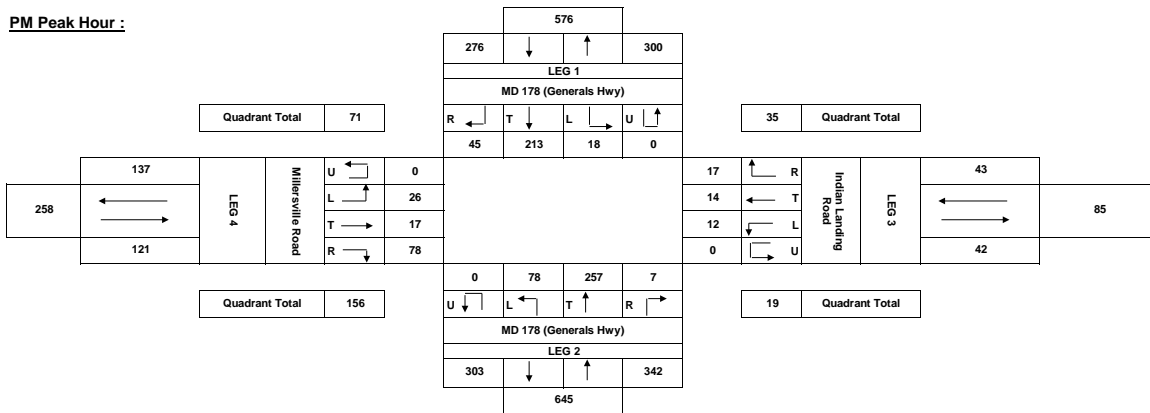 PM Peak Hour :
576
276 300
LEG 1
MD 178 (Generals Hwy)
Quadrant Total 71
R T L U
35 Quadrant Total
45 213 18 0
137
U 0
17 R
43
258
LEG 4
Millersville Road
L 26
14 T
Indian Landing Road
LEG 3
85
T 17
12 L
121
R 78
0 U
42
0 78 257 7
Quadrant Total 156
U L T R
19 Quadrant Total
MD 178 (Generals Hwy)
LEG 2
303 342
645